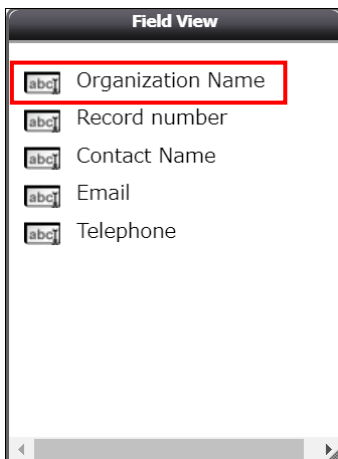 Field View
abc Organization Name
abc Record number
abc Contact Name
abc Email
abc Telephone